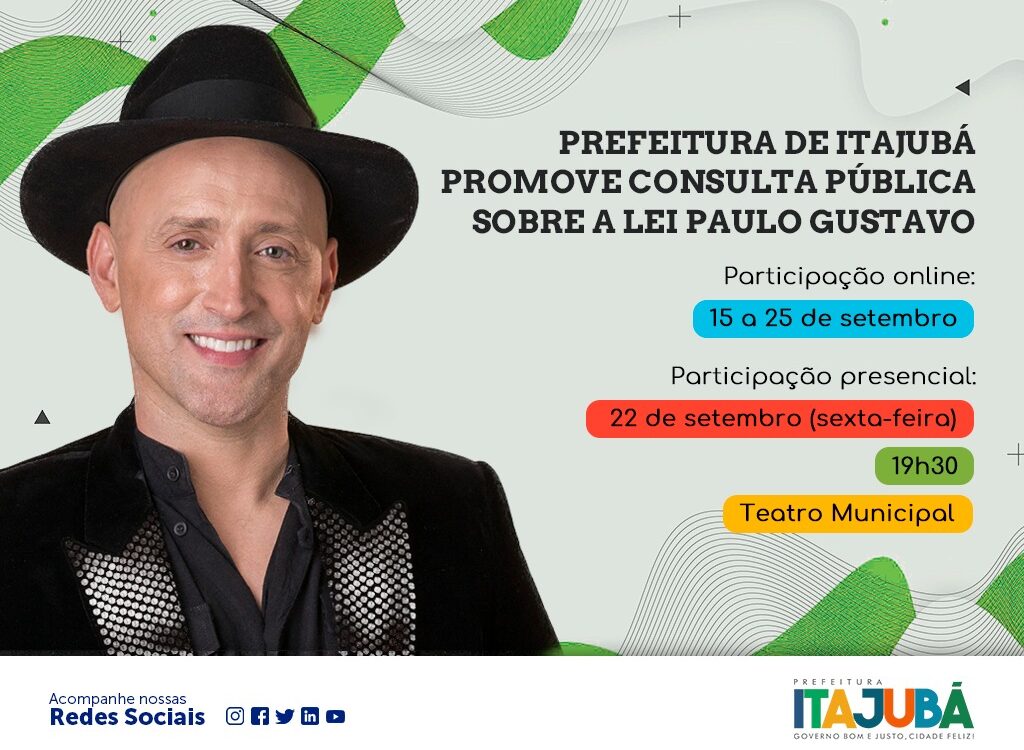 PREFEITURA DE ITAJUBÁ
PROMOVE CONSULTA PÚBLICA
SOBRE A LEI PAULO GUSTAVO
Participação online:
15 a 25 de setembro
Participação presencial:
22 de setembro (sexta-feira)
19h30
Teatro Municipal
Acompanhe nossas
Redes Sociais
PREFEITURA
ITAJUBÁ
GOVERNO BOM E JUSTO, CIDADE FELIZ!